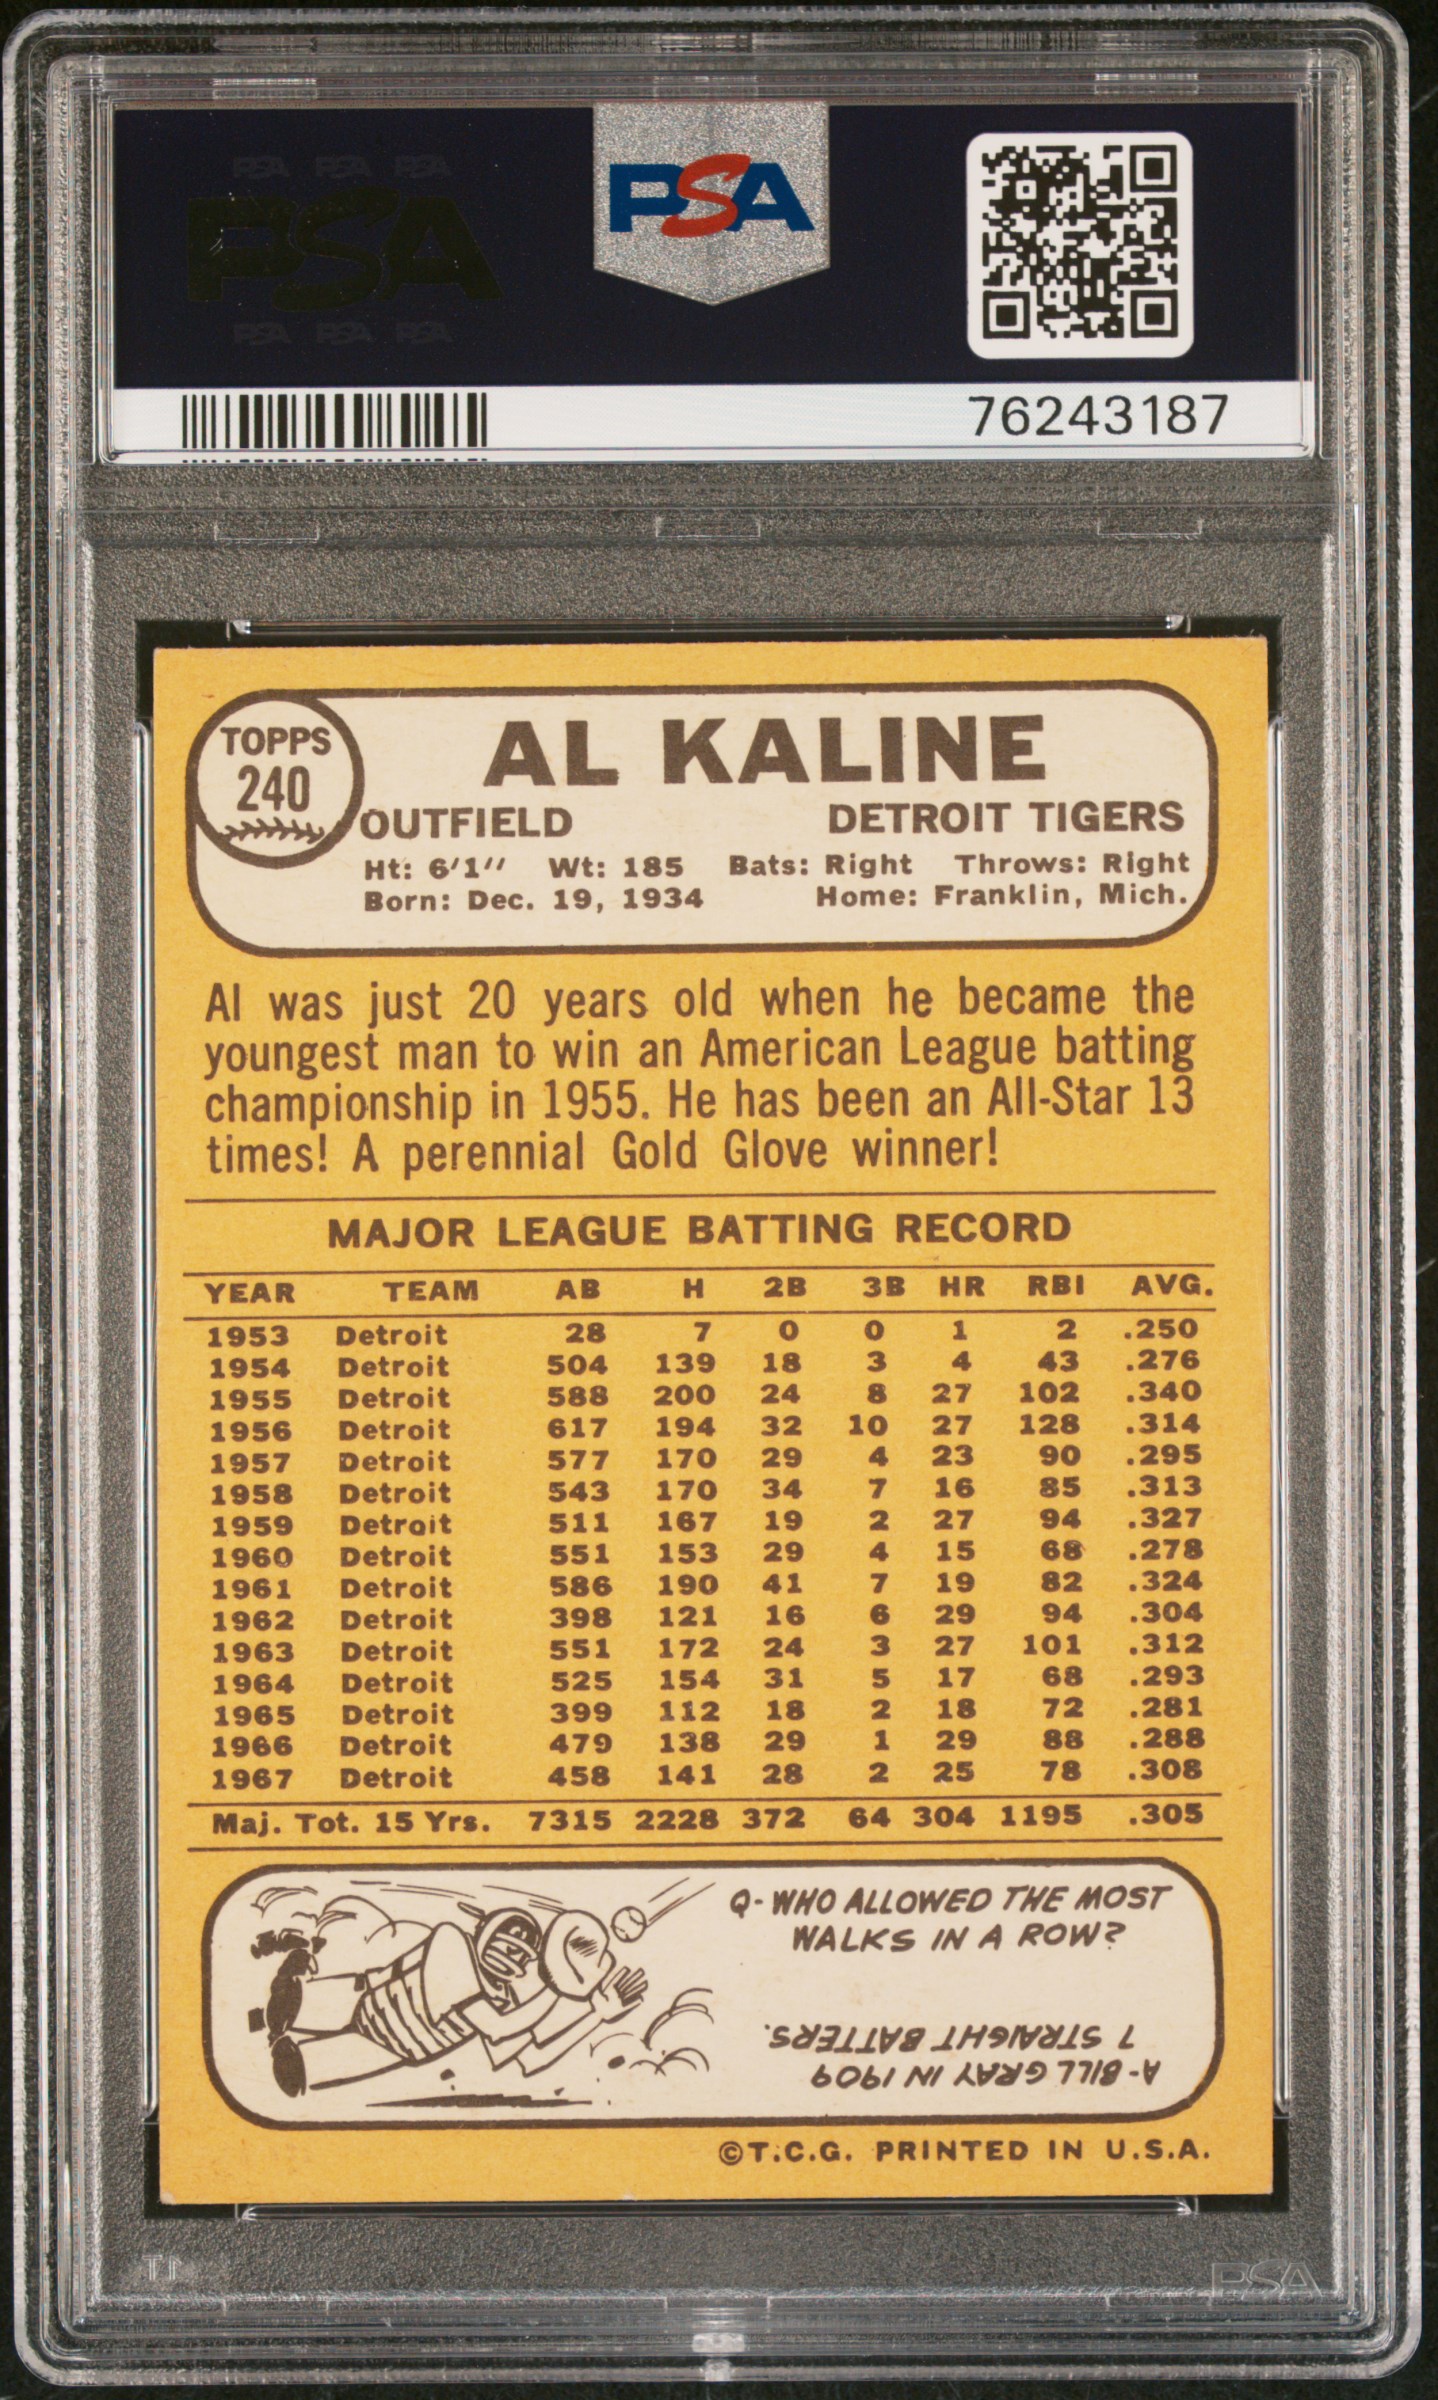 PSA PSA PSA
PSA
PSA PSA PSA
PSA
76243187
TOPPS
240
AL KALINE
OUTFIELD DETROIT TIGERS
Ht: 6'1" Wt: 185 Bats: Right Throws: Right
Born: Dec. 19, 1934 Home: Franklin, Mich.
Al was just 20 years old when he became the
youngest man to win an American League batting
championship in 1955. He has been an All-Star 13
times! A perennial Gold Glove winner!
MAJOR LEAGUE BATTING RECORD
YEAR TEAM AB H 2B 3B HR RBI AVG.
1953 Detroit 28 7 0 0 1 2 .250
1954 Detroit 504 139 18 3 4 43 .276
1955 Detroit 588 200 24 8 27 102 .340
1956 Detroit 617 194 32 10 27 128 .314
1957 Detroit 577 170 29 4 23 90 .295
1958 Detroit 543 170 34 7 16 85 .313
1959 Detroit 511 167 19 2 27 94 .327
1960 Detroit 551 153 29 4 15 68 .278
1961 Detroit 586 190 41 7 19 82 .324
1962 Detroit 398 121 16 6 29 94 .304
1963 Detroit 551 172 24 3 27 101 .312
1964 Detroit 525 154 31 5 17 68 .293
1965 Detroit 399 112 18 2 18 72 .281
1966 Detroit 479 138 29 1 29 88 .288
1967 Detroit 458 141 28 2 25 78 .308
Maj. Tot. 15 Yrs. 7315 2228 372 64 304 1195 .305
Q- WHO ALLOWED THE MOST
WALKS IN A ROW?
A- BILL GRAY IN 1909
7 STRAIGHT BATTERS.
©T.C.G. PRINTED IN U.S.A.
PSA